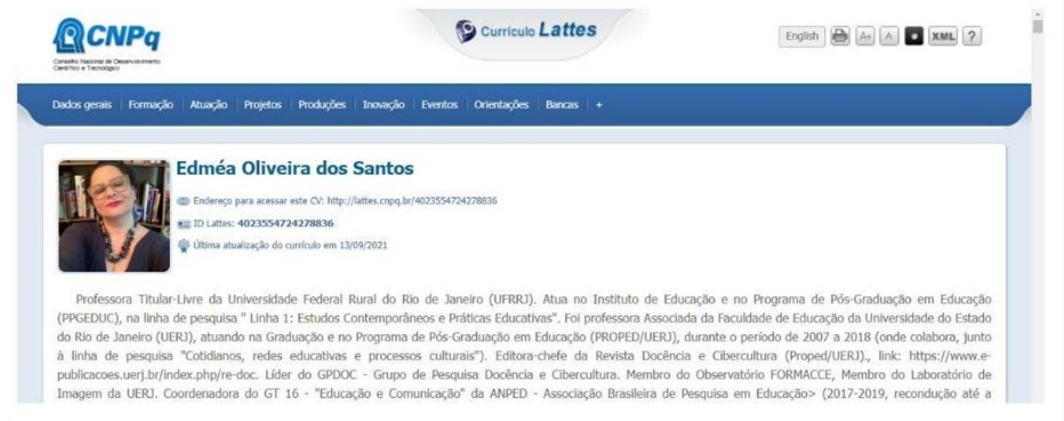 CNPq
Conselho Nacional de Desenvolvimento
Científico e Tecnológico
Currículo Lattes
English A+ A XML ?
Dados gerais Formação Atuação Projetos Produções Inovação Eventos Orientações Bancas +
Edméa Oliveira dos Santos
Endereço para acessar este CV: http://lattes.cnpq.br/4023554724278836
ID Lattes: 4023554724278836
Última atualização do currículo em 13/09/2021
Professora Titular-Livre da Universidade Federal Rural do Rio de Janeiro (UFRRJ). Atua no Instituto de Educação e no Programa de Pós-Graduação em Educação
(PPGEDUC), na linha de pesquisa " Linha 1: Estudos Contemporâneos e Práticas Educativas". Foi professora Associada da Faculdade de Educação da Universidade do Estado
do Rio de Janeiro (UERJ), atuando na Graduação e no Programa de Pós-Graduação em Educação (PROPED/UERJ), durante o período de 2007 a 2018 (onde colabora, junto
à linha de pesquisa "Cotidianos, redes educativas e processos culturais"). Editora-chefe da Revista Docência e Cibercultura (Proped/UERJ)., link: https://www.e-
publicacoes.uerj.br/index.php/re-doc. Líder do GPDOC - Grupo de Pesquisa Docência e Cibercultura. Membro do Observatório FORMACCE, Membro do Laboratório de
Imagem da UERJ. Coordenadora do GT 16 - "Educação e Comunicação" da ANPED - Associação Brasileira de Pesquisa em Educação> (2017-2019, recondução até a